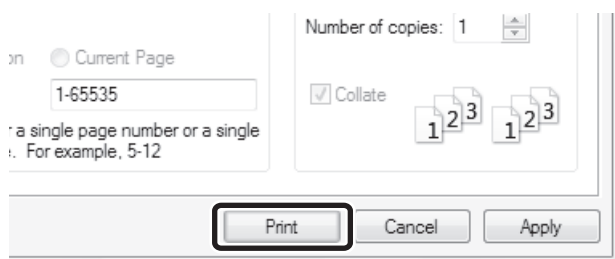 Number of copies: 1
on Current Page
1-65535
Collate
1 2 3 1 2 3
r a single page number or a single
e. For example, 5-12
Print Cancel Apply